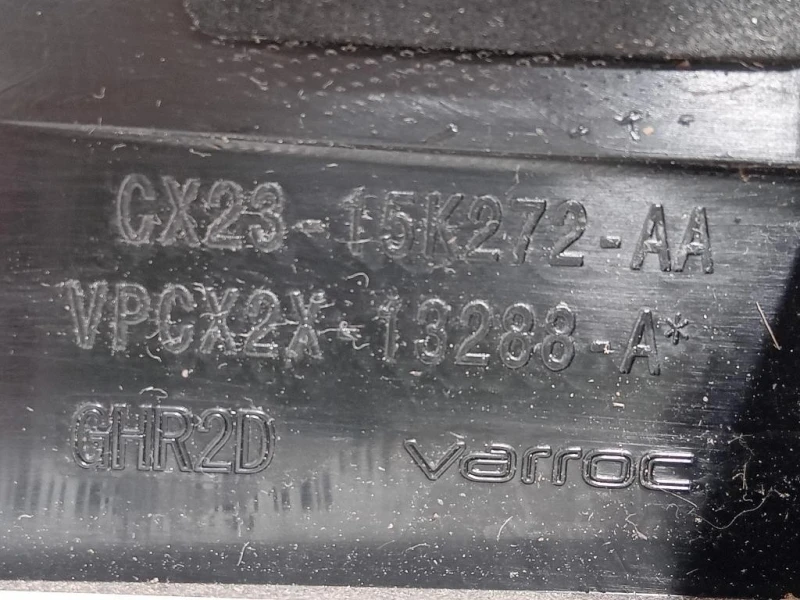 CX23-15K272-AA
VPCX2X-13288-A*
GHR2D
varroc